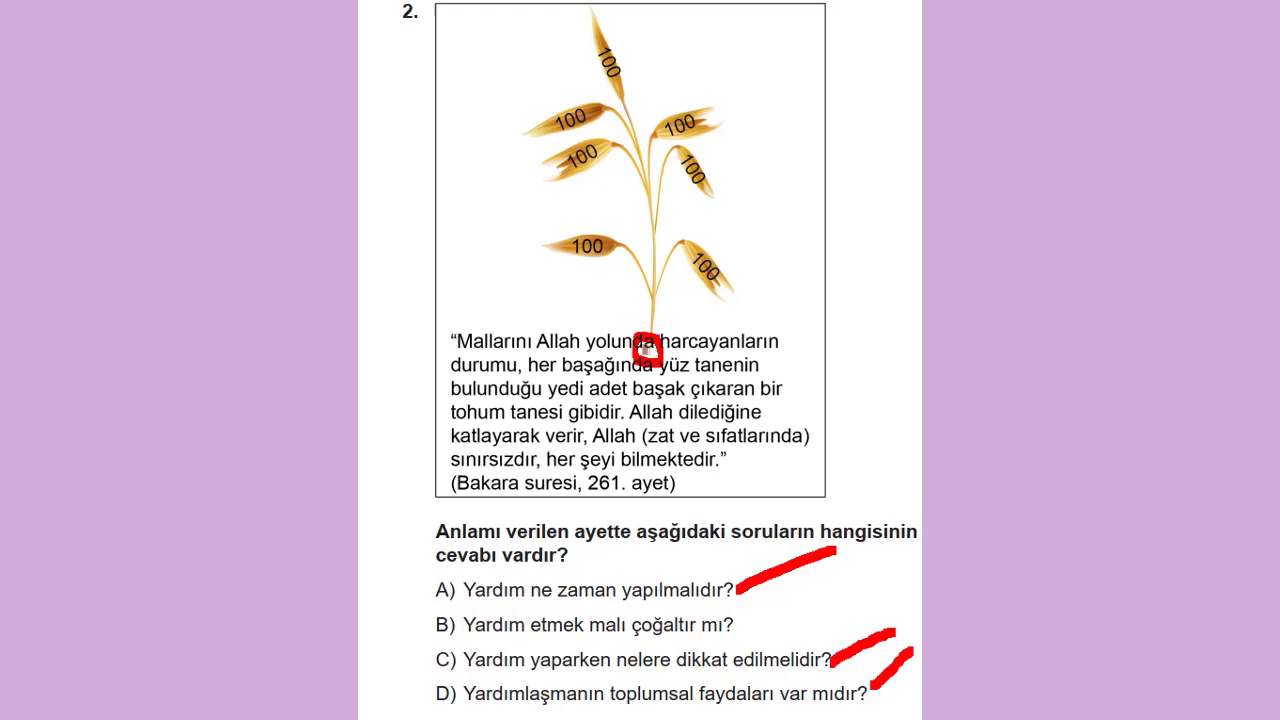 2.
100
100
100
100
100
100
100
“Mallarını Allah yolunda harcayanların
durumu, her başağında yüz tanenin
bulunduğu yedi adet başak çıkaran bir
tohum tanesi gibidir. Allah dilediğine
katlayarak verir, Allah (zat ve sıfatlarında)
sınırsızdır, her şeyi bilmektedir.”
(Bakara suresi, 261. ayet)
Anlamı verilen ayette aşağıdaki soruların hangisinin
cevabı vardır?
A) Yardım ne zaman yapılmalıdır?
B) Yardım etmek malı çoğaltır mı?
C) Yardım yaparken nelere dikkat edilmelidir?
D) Yardımlaşmanın toplumsal faydaları var mıdır?